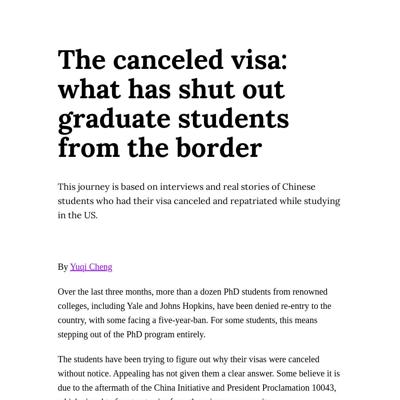 The canceled visa:
what has shut out
graduate students
from the border
This journey is based on interviews and real stories of Chinese
students who had their visa canceled and repatriated while studying
in the US.
By Yuqi Cheng
Over the last three months, more than a dozen PhD students from renowned
colleges, including Yale and Johns Hopkins, have been denied re-entry to the
country, with some facing a five-year-ban. For some students, this means
stepping out of the PhD program entirely.
The students have been trying to figure out why their visas were canceled
without notice. Appealing has not given them a clear answer. Some believe it is
due to the aftermath of the China Initiative and President Proclamation 10043,